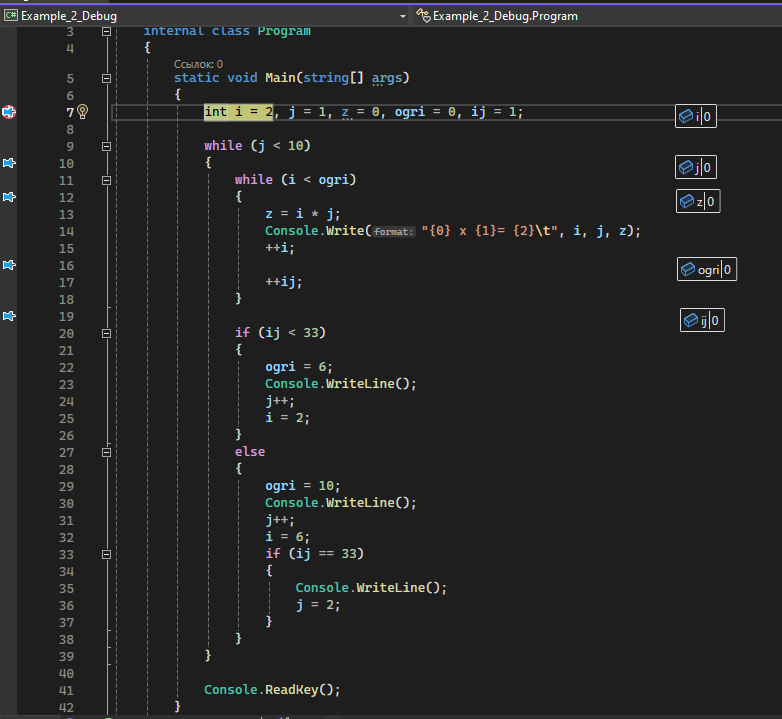 C# Example_2_Debug Example_2_Debug.Program
3 internal class Program
4 {
Ссылок: 0
5 static void Main(string[] args)
6 {
7 int i = 2, j = 1, z = 0, ogri = 0, ij = 1; i 0
8
9 while (j < 10)
10 { j 0
11 while (i < ogri)
12 { z 0
13 z = i * j;
14 Console.Write(format: "{0} x {1}= {2}\t", i, j, z);
15 ++i;
16 ogri 0
17 ++ij;
18 }
19 ij 0
20 if (ij < 33)
21 {
22 ogri = 6;
23 Console.WriteLine();
24 j++;
25 i = 2;
26 }
27 else
28 {
29 ogri = 10;
30 Console.WriteLine();
31 j++;
32 i = 6;
33 if (ij == 33)
34 {
35 Console.WriteLine();
36 j = 2;
37 }
38 }
39 }
40
41 Console.ReadKey();
42 }